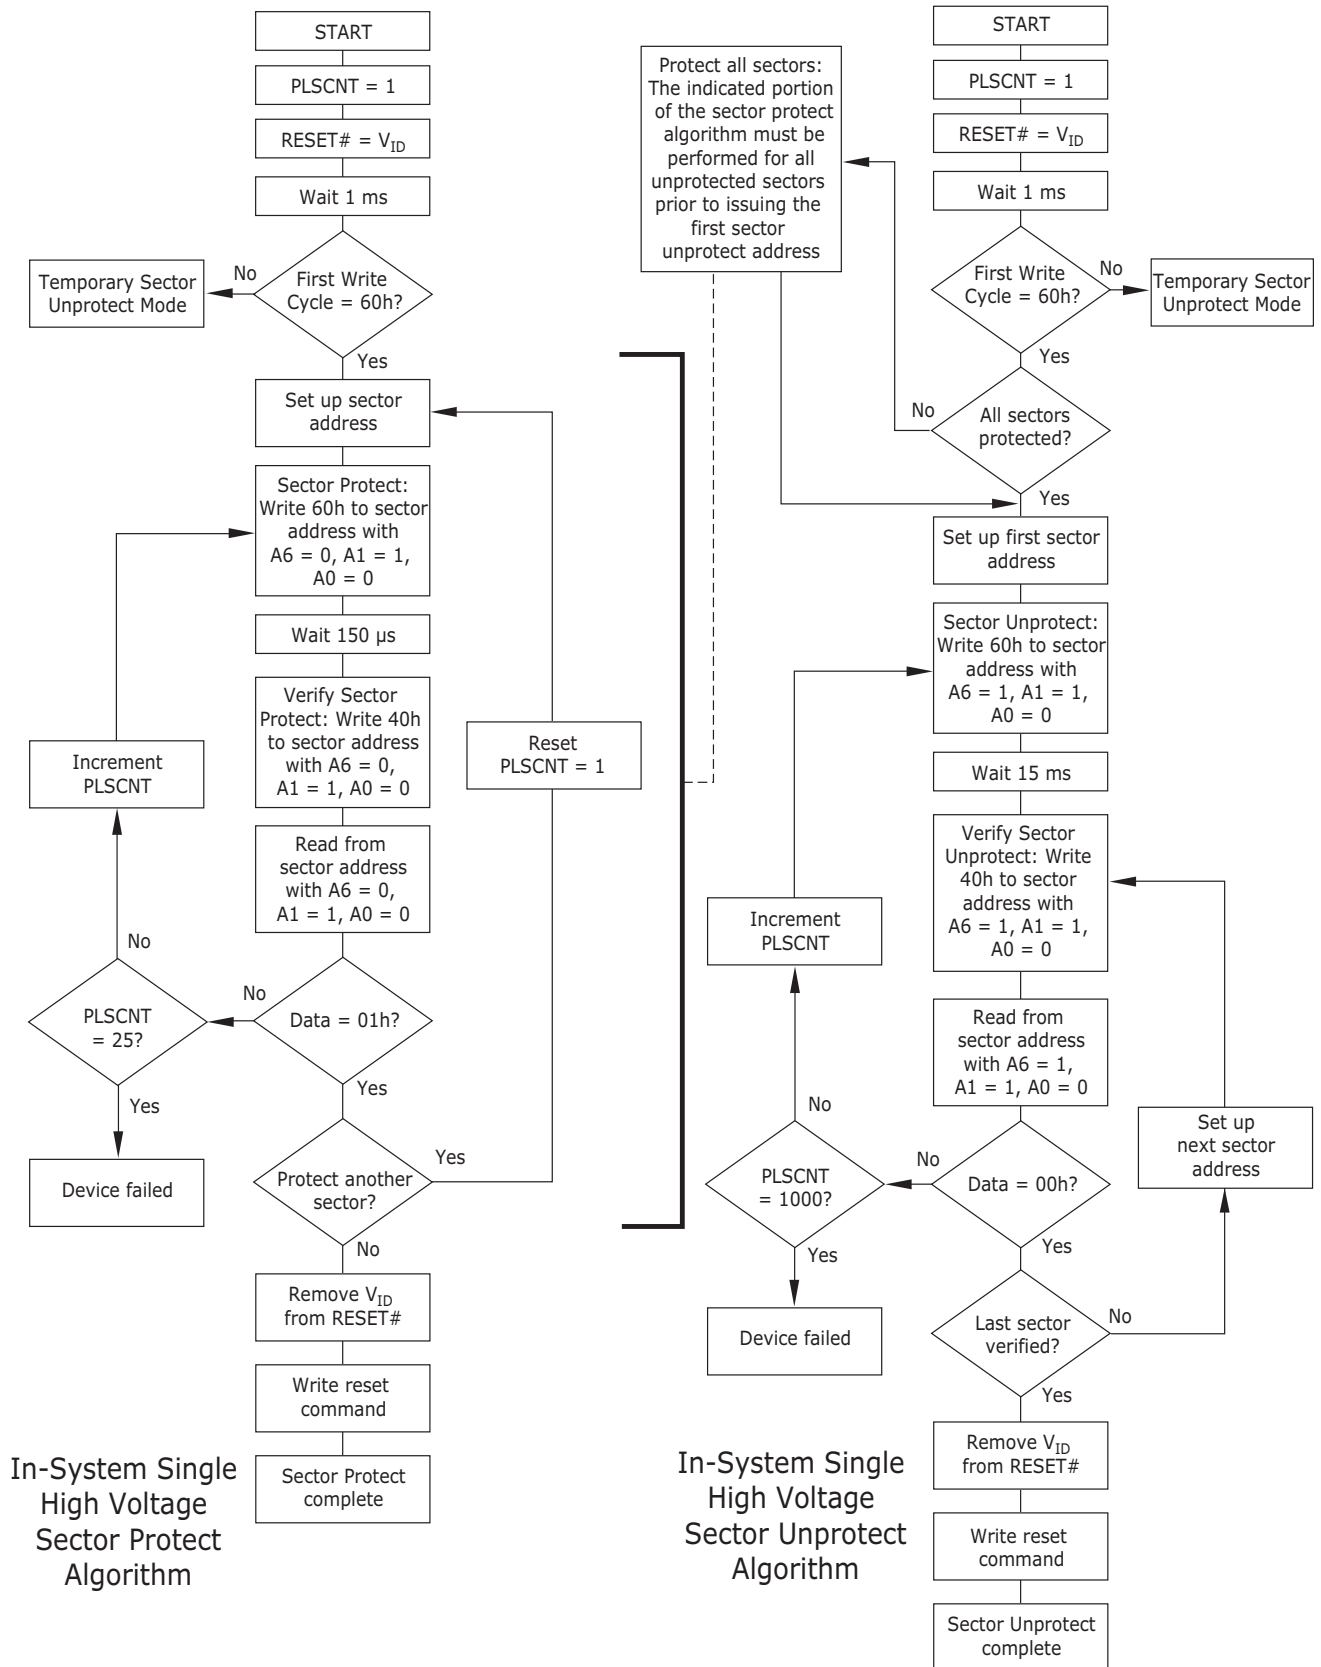 START
PLSCNT = 1
RESET# = VID
Wait 1 ms
No
First Write
Cycle = 60h?
Temporary Sector
Unprotect Mode
Yes
Set up sector
address
Sector Protect:
Write 60h to sector
address with
A6 = 0, A1 = 1,
A0 = 0
Wait 150 µs
Verify Sector
Protect: Write 40h
to sector address
with A6 = 0,
A1 = 1, A0 = 0
Reset
PLSCNT = 1
Increment
PLSCNT
Read from
sector address
with A6 = 0,
A1 = 1, A0 = 0
No
No
PLSCNT
= 25?
Data = 01h?
Yes
Yes
Device failed
Protect another
sector?
Yes
No
Remove VID
from RESET#
Write reset
command
Sector Protect
complete
In-System Single
High Voltage
Sector Protect
Algorithm
Protect all sectors:
The indicated portion
of the sector protect
algorithm must be
performed for all
unprotected sectors
prior to issuing the
first sector
unprotect address
START
PLSCNT = 1
RESET# = VID
Wait 1 ms
First Write
Cycle = 60h?
No
Temporary Sector
Unprotect Mode
Yes
No
All sectors
protected?
Yes
Set up first sector
address
Sector Unprotect:
Write 60h to sector
address with
A6 = 1, A1 = 1,
A0 = 0
Wait 15 ms
Verify Sector
Unprotect: Write
40h to sector
address with
A6 = 1, A1 = 1,
A0 = 0
Increment
PLSCNT
Read from
sector address
with A6 = 1,
A1 = 1, A0 = 0
No
No
PLSCNT
= 1000?
Data = 00h?
Set up
next sector
address
Yes
Yes
Device failed
Last sector
verified?
No
Yes
Remove VID
from RESET#
Write reset
command
Sector Unprotect
complete
In-System Single
High Voltage
Sector Unprotect
Algorithm